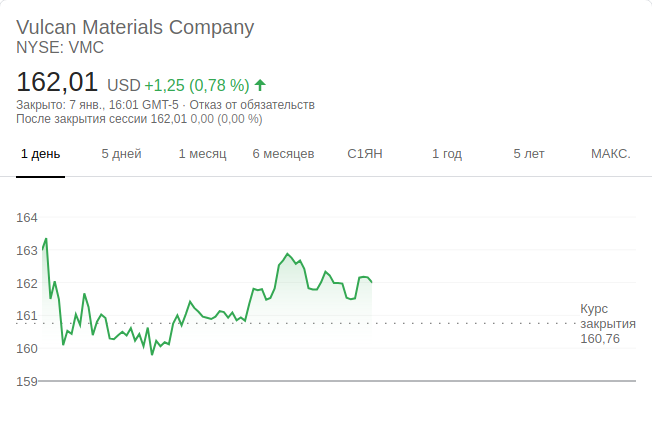 Vulcan Materials Company
NYSE: VMC
162,01 USD +1,25 (0,78 %)
Закрыто: 7 янв., 16:01 GMT-5 · Отказ от обязательств
После закрытия сессии 162,01 0,00 (0,00 %)
1 день 5 дней 1 месяц 6 месяцев С1ЯН 1 год 5 лет МАКС.
164
163
162
161
160
159
Курс
закрытия
160,76